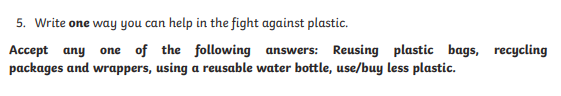 5. Write one way you can help in the fight against plastic.
Accept any one of the following answers: Reusing plastic bags, recycling
packages and wrappers, using a reusable water bottle, use/buy less plastic.